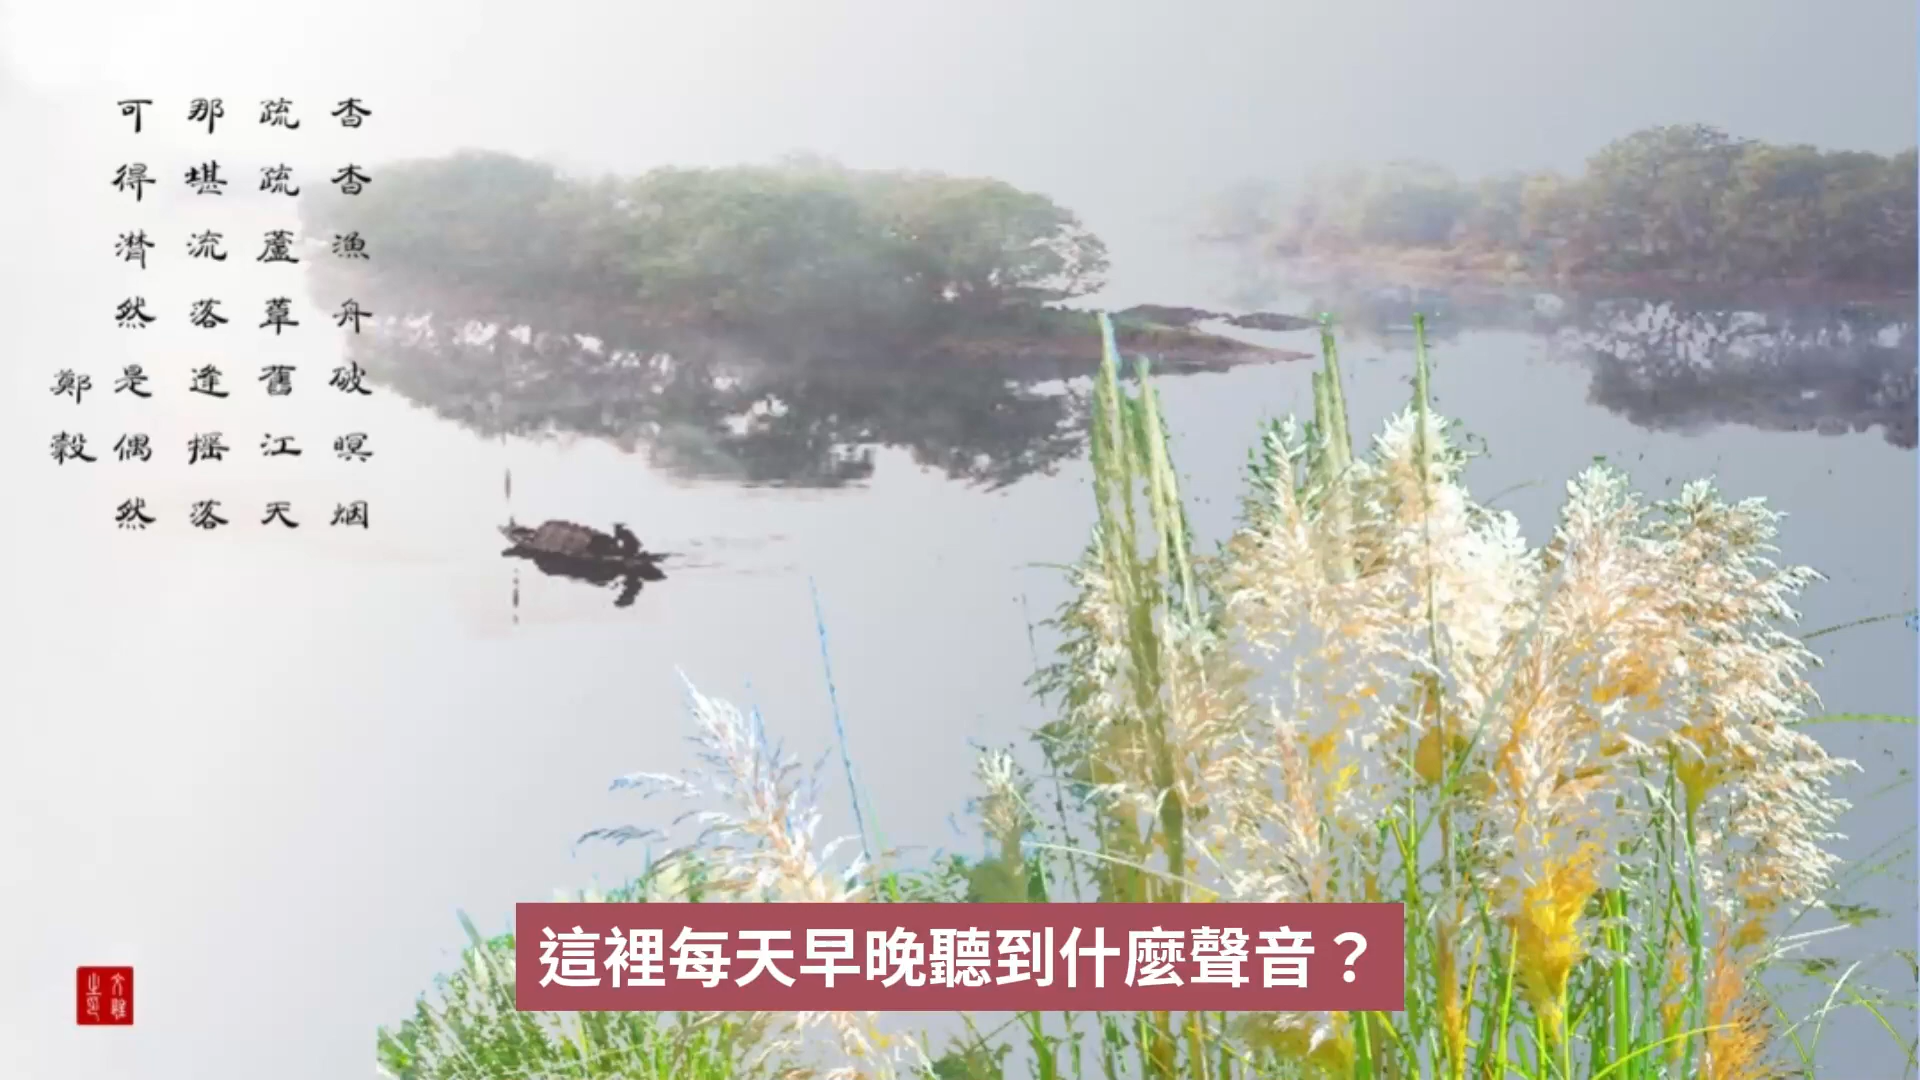 杳杳漁舟破暝烟
疏疏蘆葦舊江天
那堪流落逢摇落
可得潸然是偶然
鄭穀
這裡每天早晚聽到什麼聲音？